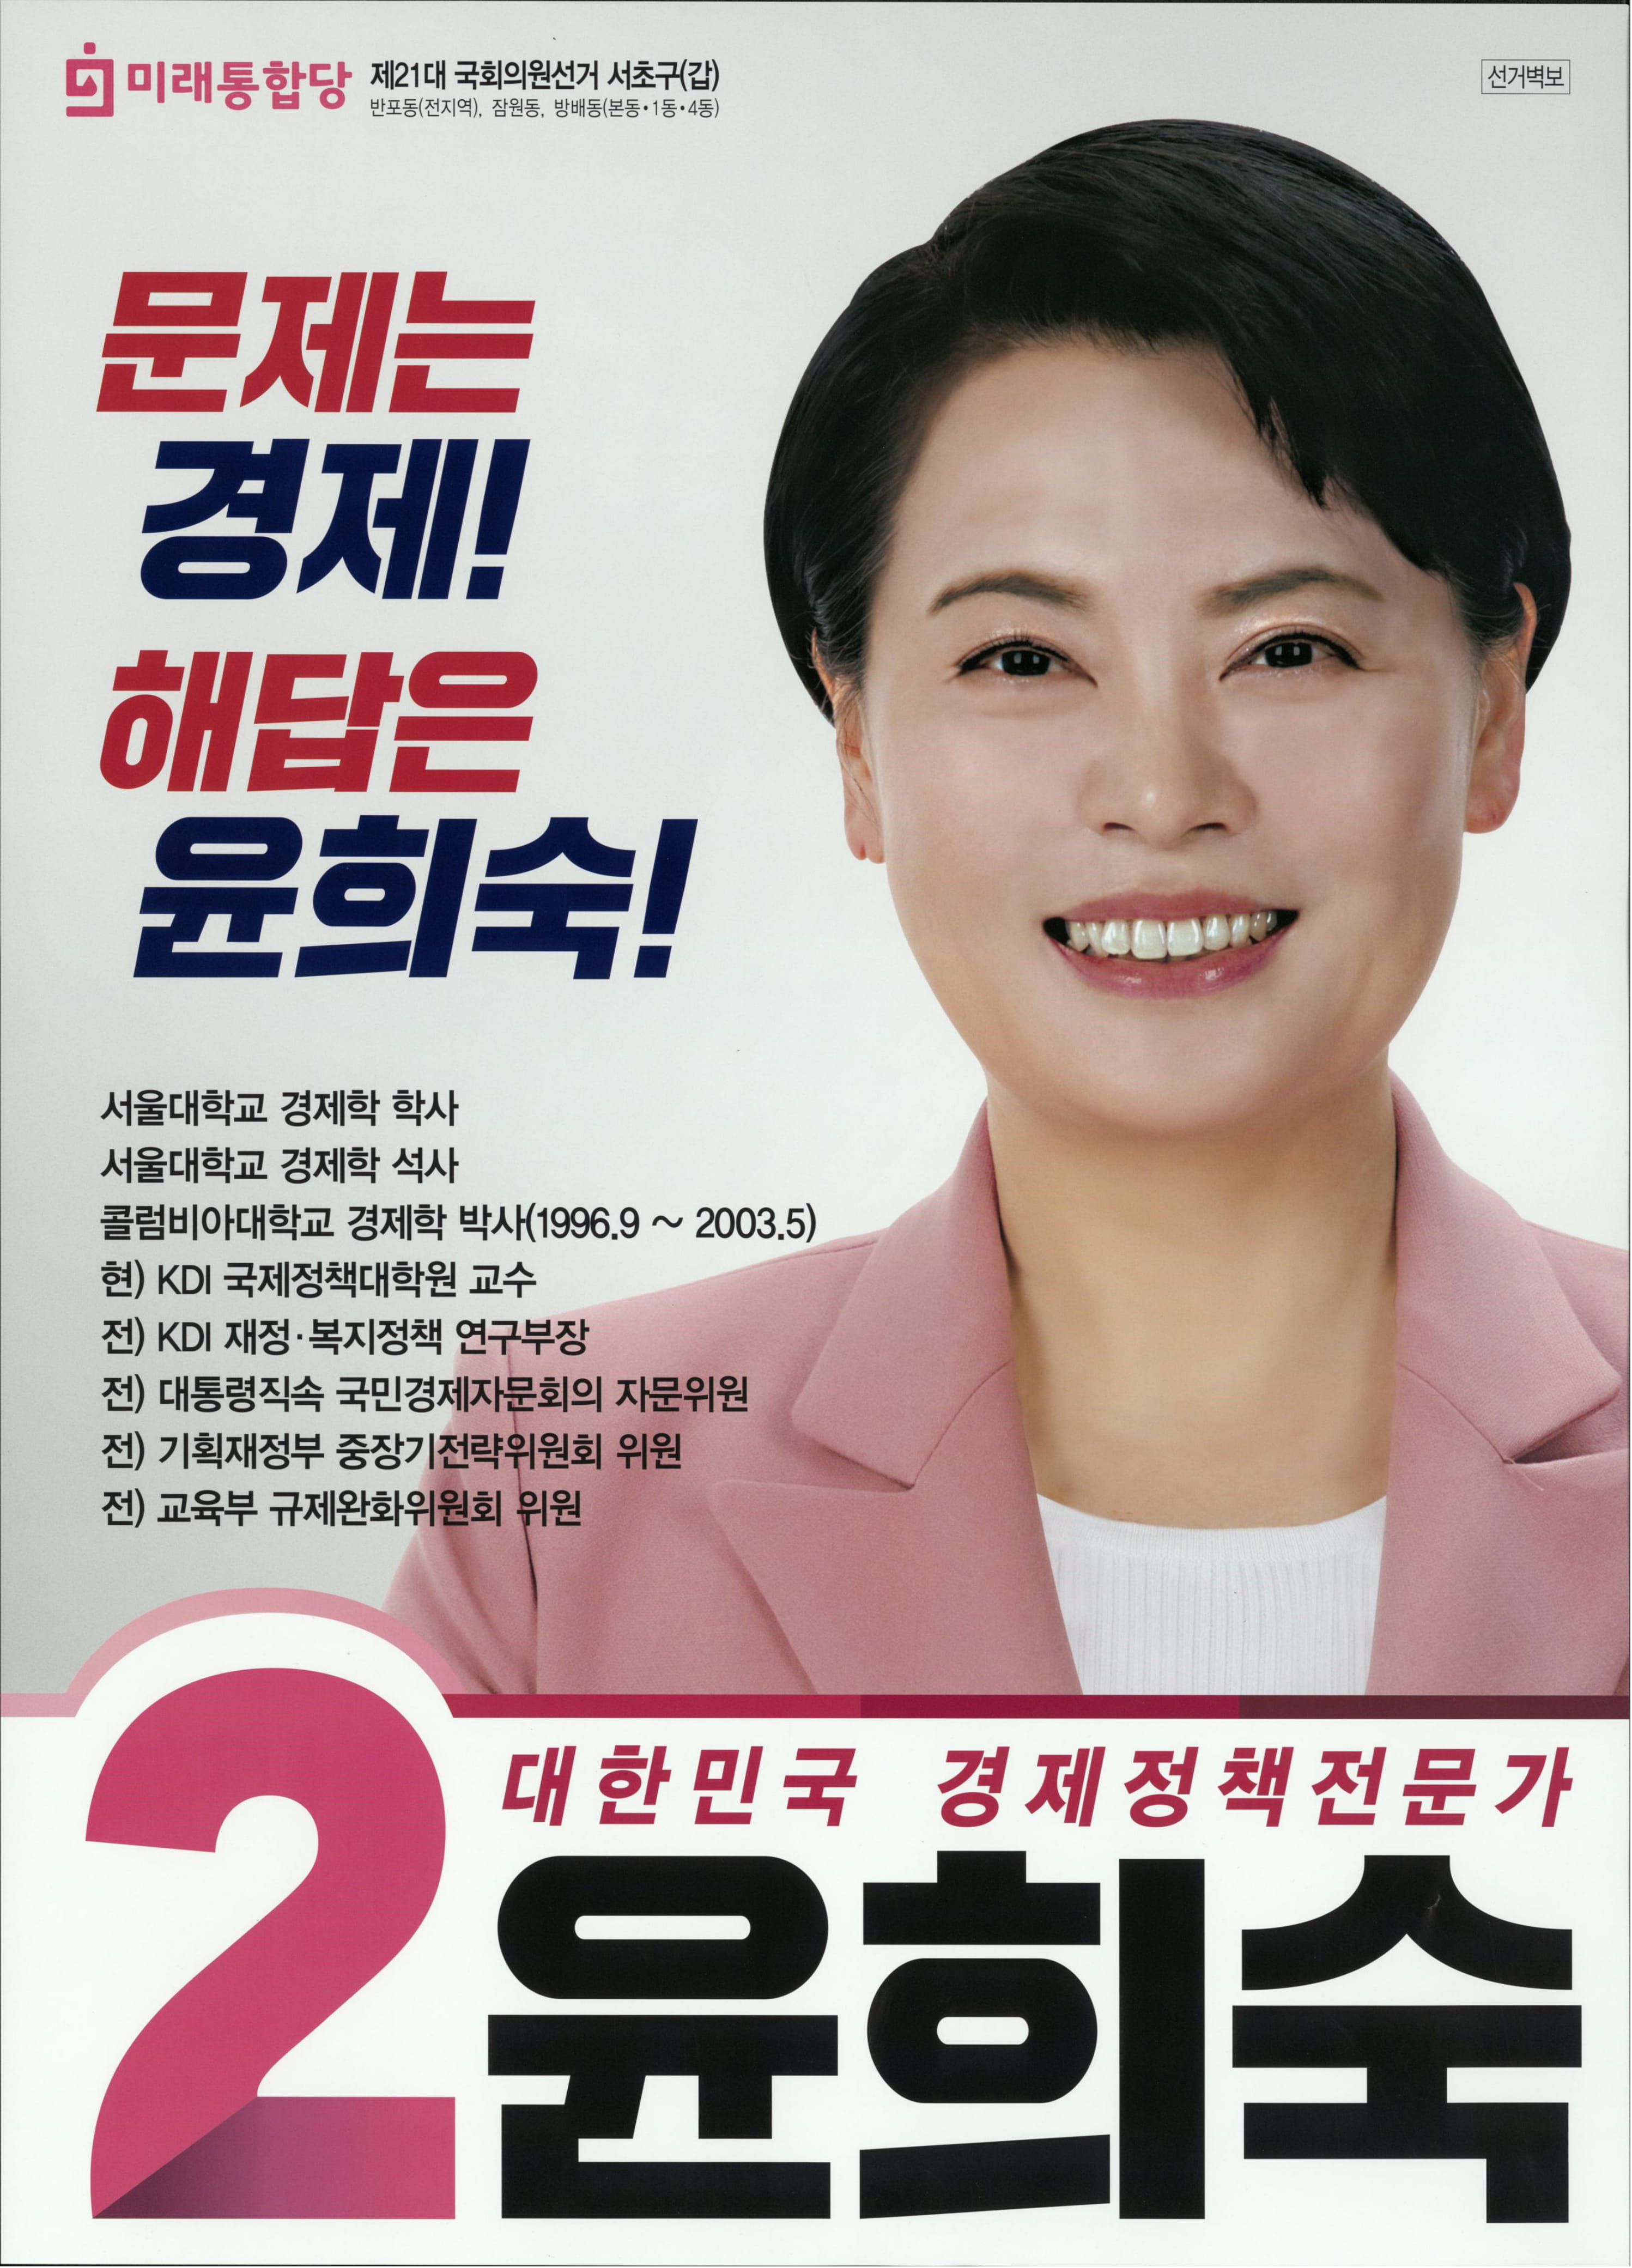 미래통합당
제21대 국회의원선거 서초구(갑)
반포동(전지역), 잠원동, 방배동(본동•1동•4동)
선거벽보
문제는
경제!
해답은
윤희숙!
서울대학교 경제학 학사
서울대학교 경제학 석사
콜럼비아대학교 경제학 박사(1996.9 ~ 2003.5)
현) KDI 국제정책대학원 교수
전) KDI 재정·복지정책 연구부장
전) 대통령직속 국민경제자문회의 자문위원
전) 기획재정부 중장기전략위원회 위원
전) 교육부 규제완화위원회 위원
2
대한민국 경제정책전문가
윤희숙